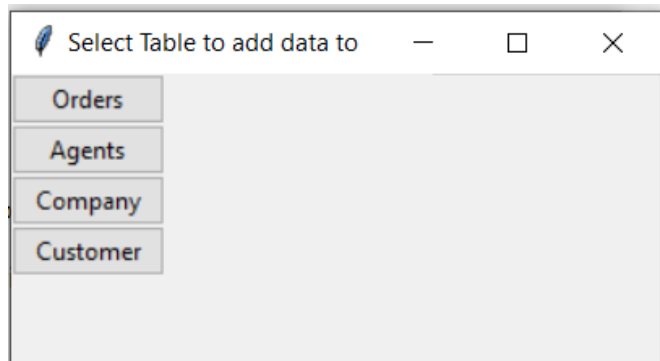 Select Table to add data to
Orders
Agents
Company
Customer